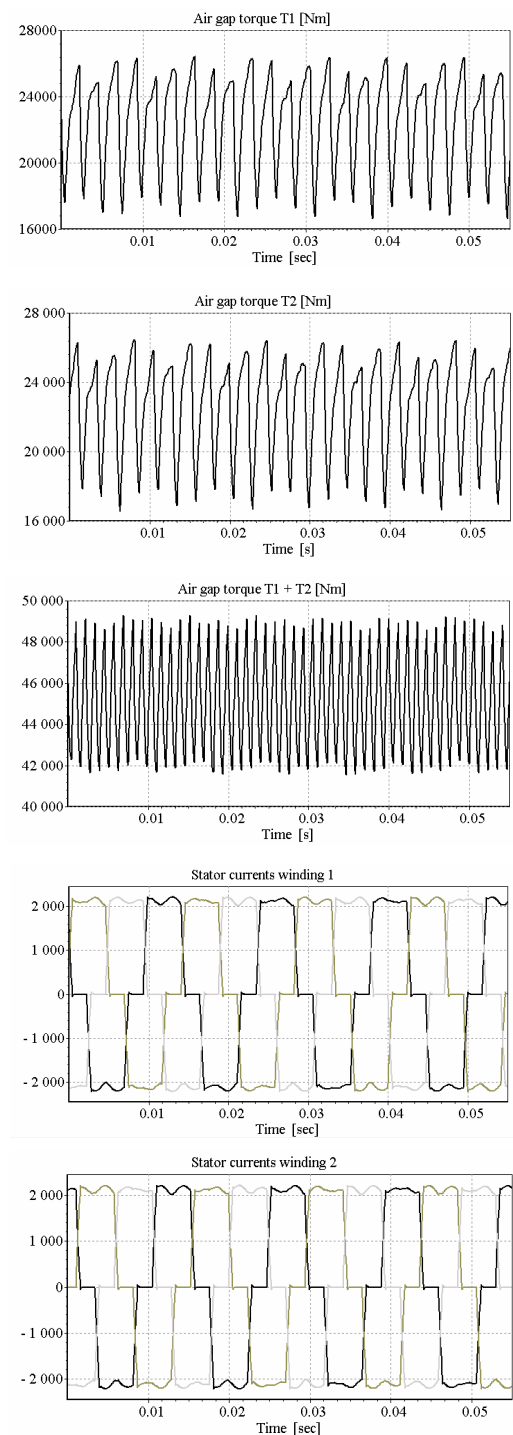 Air gap torque T1 [Nm]
28000
24000
20000
16000
0.01 0.02 0.03 0.04 0.05
Time [sec]
Air gap torque T2 [Nm]
28 000
24 000
20 000
16 000
0.01 0.02 0.03 0.04 0.05
Time [s]
Air gap torque T1 + T2 [Nm]
50 000
48 000
46 000
44 000
42 000
40 000
0.01 0.02 0.03 0.04 0.05
Time [s]
Stator currents winding 1
2 000
1 000
0
- 1 000
- 2 000
0.01 0.02 0.03 0.04 0.05
Time [sec]
Stator currents winding 2
2 000
1 000
0
- 1 000
- 2 000
0.01 0.02 0.03 0.04 0.05
Time [sec]